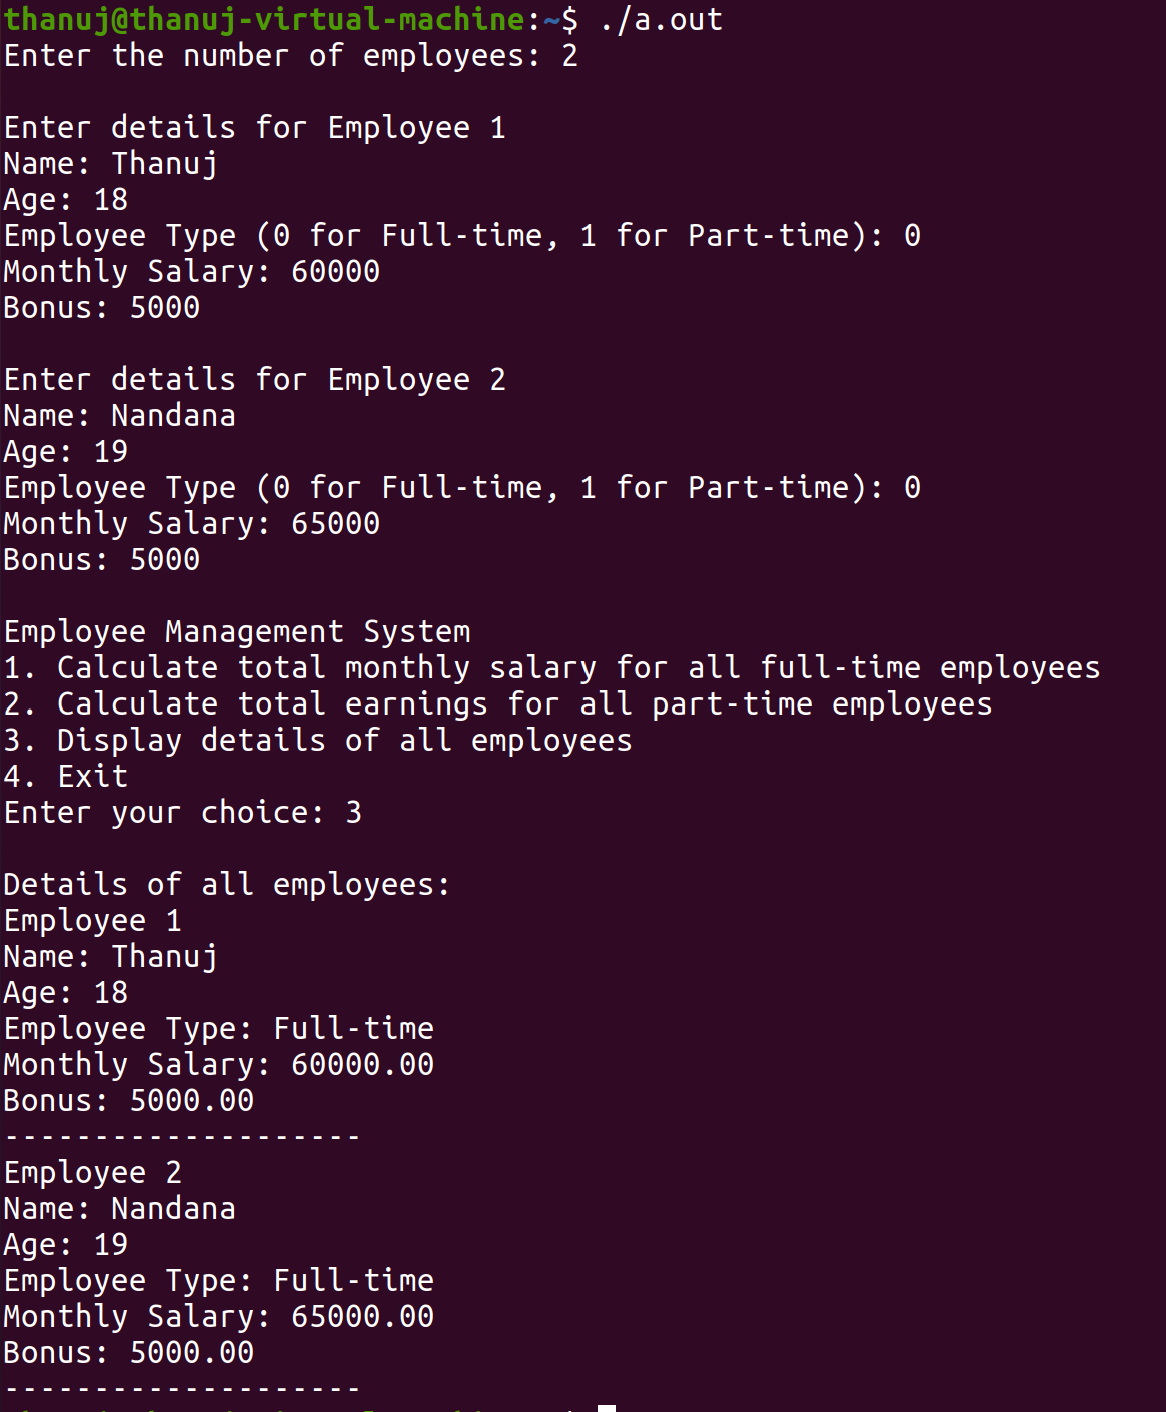 thanuj@thanuj-virtual-machine:~$ ./a.out
Enter the number of employees: 2
Enter details for Employee 1
Name: Thanuj
Age: 18
Employee Type (0 for Full-time, 1 for Part-time): 0
Monthly Salary: 60000
Bonus: 5000
Enter details for Employee 2
Name: Nandana
Age: 19
Employee Type (0 for Full-time, 1 for Part-time): 0
Monthly Salary: 65000
Bonus: 5000
Employee Management System
1. Calculate total monthly salary for all full-time employees
2. Calculate total earnings for all part-time employees
3. Display details of all employees
4. Exit
Enter your choice: 3
Details of all employees:
Employee 1
Name: Thanuj
Age: 18
Employee Type: Full-time
Monthly Salary: 60000.00
Bonus: 5000.00
--------------------
Employee 2
Name: Nandana
Age: 19
Employee Type: Full-time
Monthly Salary: 65000.00
Bonus: 5000.00
--------------------